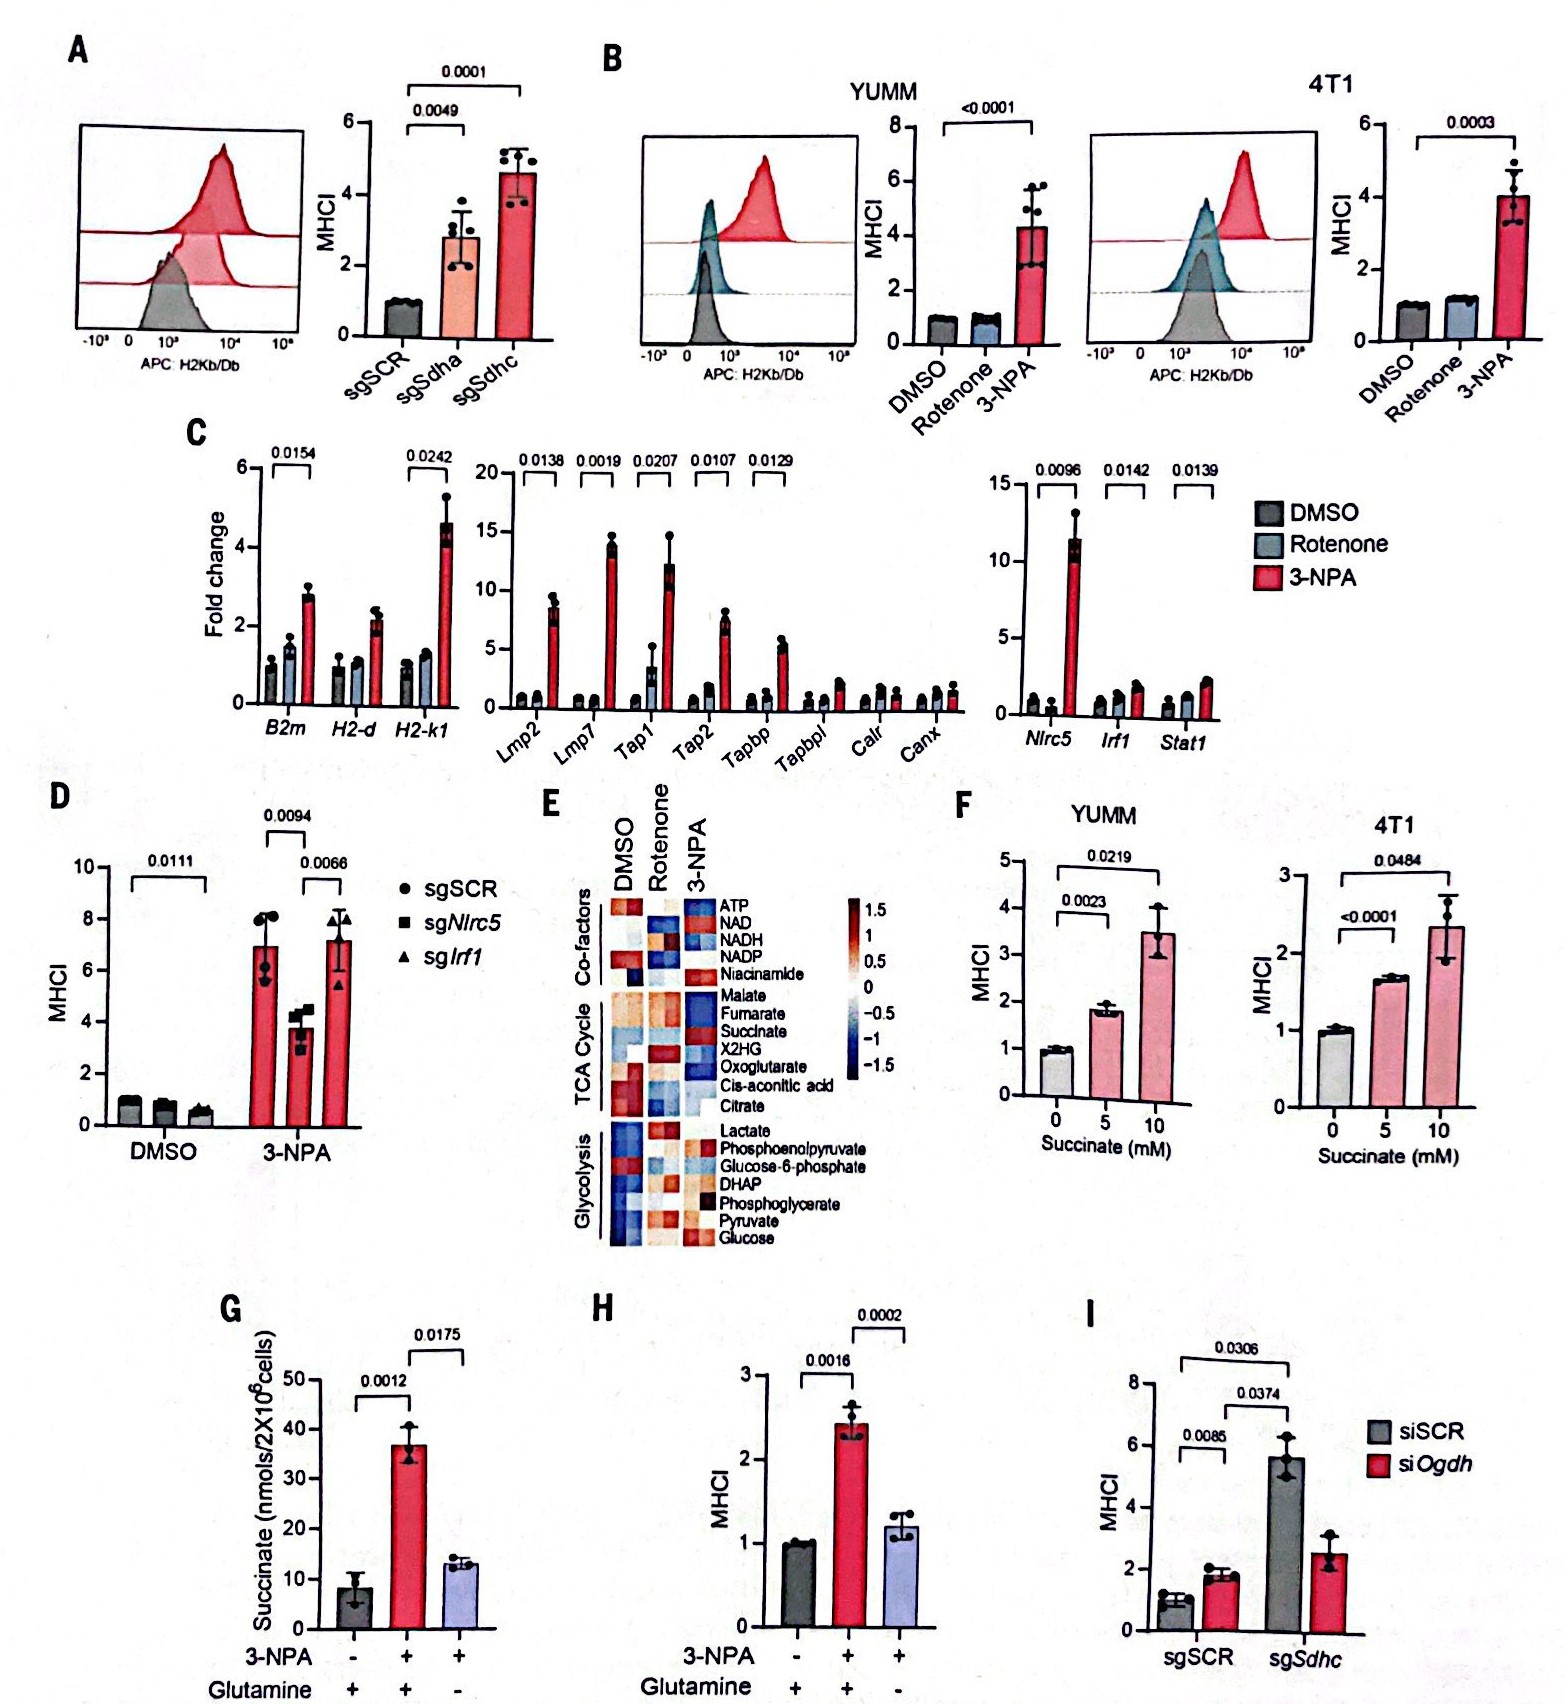 A
0.0001
0.0049
MHCI
6
4
2
0
-10³ 0 10³ 10⁴ 10⁵
APC: H2Kb/Db
sgSCR
sgSdha
sgSdhc
B
YUMM
<0.0001
MHCI
8
6
4
2
0
-10³ 0 10³ 10⁴ 10⁵
APC: H2Kb/Db
DMSO
Rotenone
3-NPA
4T1
0.0003
MHCI
6
4
2
0
-10³ 0 10³ 10⁴ 10⁵
APC: H2Kb/Db
DMSO
Rotenone
3-NPA
C
Fold change
6
4
2
0
0.0154
0.0242
B2m H2-d H2-k1
20
15
10
5
0
0.0138 0.0019 0.0207 0.0107 0.0129
Lmp2
Lmp7
Tap1
Tap2
Tapbp
Tapbpl
Calr
Canx
15
10
5
0
0.0096 0.0142 0.0139
Nlrc5 Irf1 Stat1
DMSO
Rotenone
3-NPA
D
MHCI
10
8
6
4
2
0
0.0111
0.0094
0.0066
DMSO 3-NPA
sgSCR
sgNlrc5
sgIrf1
E
DMSO
Rotenone
3-NPA
Co-factors
ATP
NAD
NADH
NADP
Niacinamide
TCA Cycle
Malate
Fumarate
Succinate
X2HG
Oxoglutarate
Cis-aconitic acid
Citrate
Glycolysis
Lactate
Phosphoenolpyruvate
Glucose-6-phosphate
DHAP
Phosphoglycerate
Pyruvate
Glucose
1.5
1
0.5
0
−0.5
−1
−1.5
F
YUMM
0.0219
0.0023
MHCI
5
4
3
2
1
0
0 5 10
Succinate (mM)
4T1
0.0484
<0.0001
MHCI
3
2
1
0
0 5 10
Succinate (mM)
G
Succinate (nmols/2X10⁶cells)
0.0175
0.0012
50
40
30
20
10
0
3-NPA - + +
Glutamine + + -
H
MHCI
0.0002
0.0016
3
2
1
0
3-NPA - + +
Glutamine + + -
I
MHCI
0.0306
0.0374
0.0085
8
6
4
2
0
sgSCR sgSdhc
siSCR
siOgdh